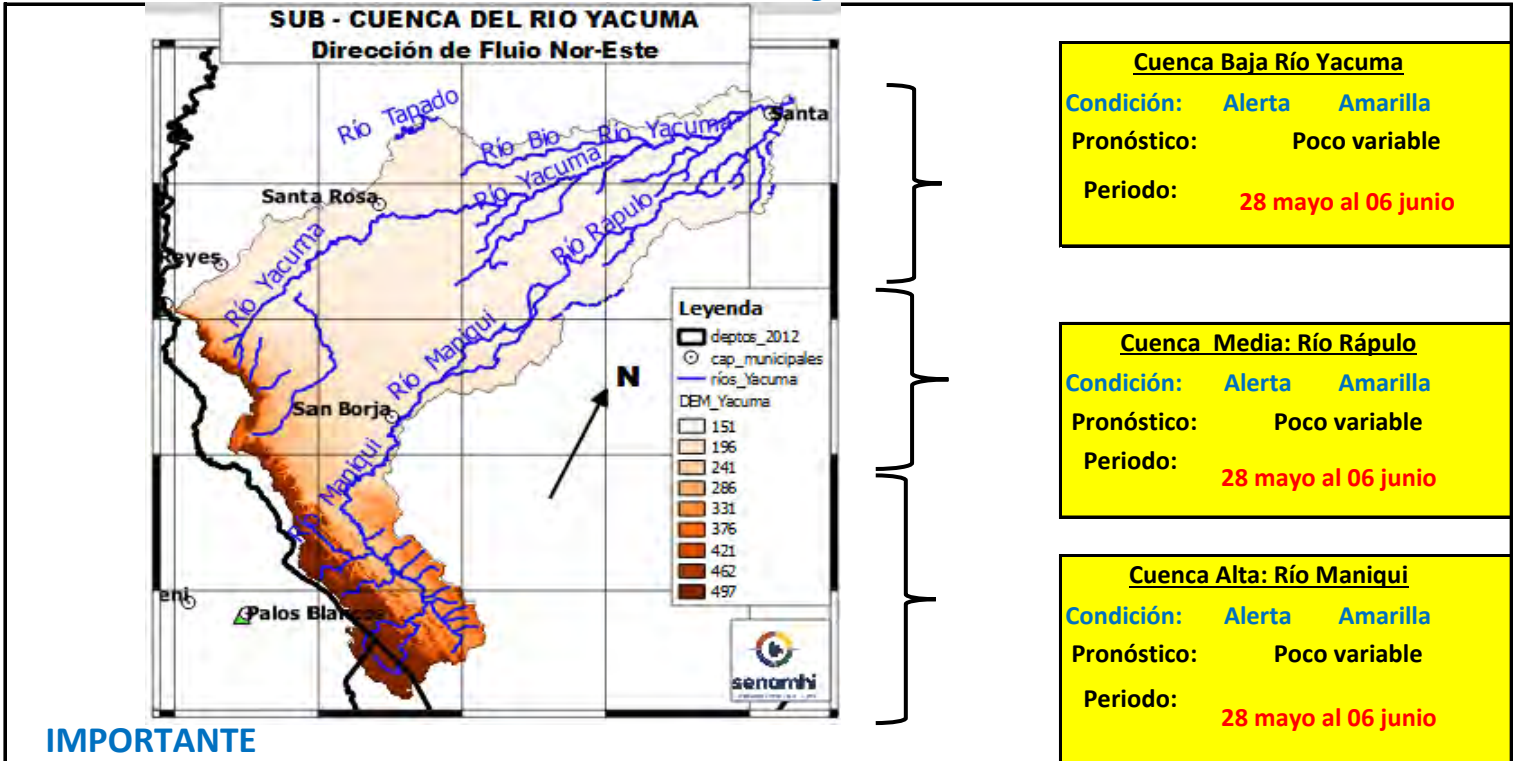 SUB - CUENCA DEL RIO YACUMA
Dirección de Flujo Nor-Este
Río Tapado
Río Bio
Río Yacuma
Santa
Río Yacuma
Santa Rosa
Río Rápulo
Reyes
Río Yacuma
Río Maniqui
San Borja
Río Maniqui
eni
Palos Blancos
N
Leyenda
deptos_2012
cap_municipales
ríos_Yacuma
DEM_Yacuma
151
196
241
286
331
376
421
462
497
senamhi
Cuenca Baja Río Yacuma
Condición: Alerta Amarilla
Pronóstico: Poco variable
Periodo: 28 mayo al 06 junio
Cuenca Media: Río Rápulo
Condición: Alerta Amarilla
Pronóstico: Poco variable
Periodo: 28 mayo al 06 junio
Cuenca Alta: Río Maniqui
Condición: Alerta Amarilla
Pronóstico: Poco variable
Periodo: 28 mayo al 06 junio
IMPORTANTE